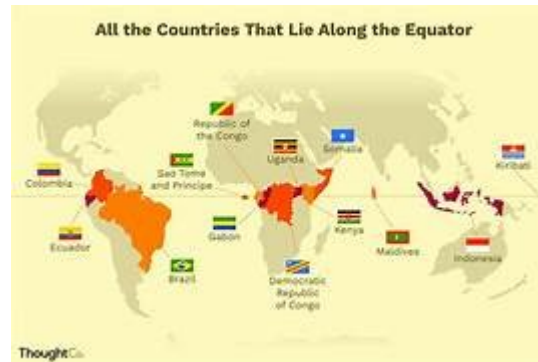 All the Countries That Lie Along the Equator
Republic of
the Congo
Uganda
Somalia
Kiribati
Colombia
Sao Tome
and Principe
Ecuador
Gabon
Kenya
Maldives
Indonesia
Brazil
Democratic
Republic
of Congo
ThoughtCo.